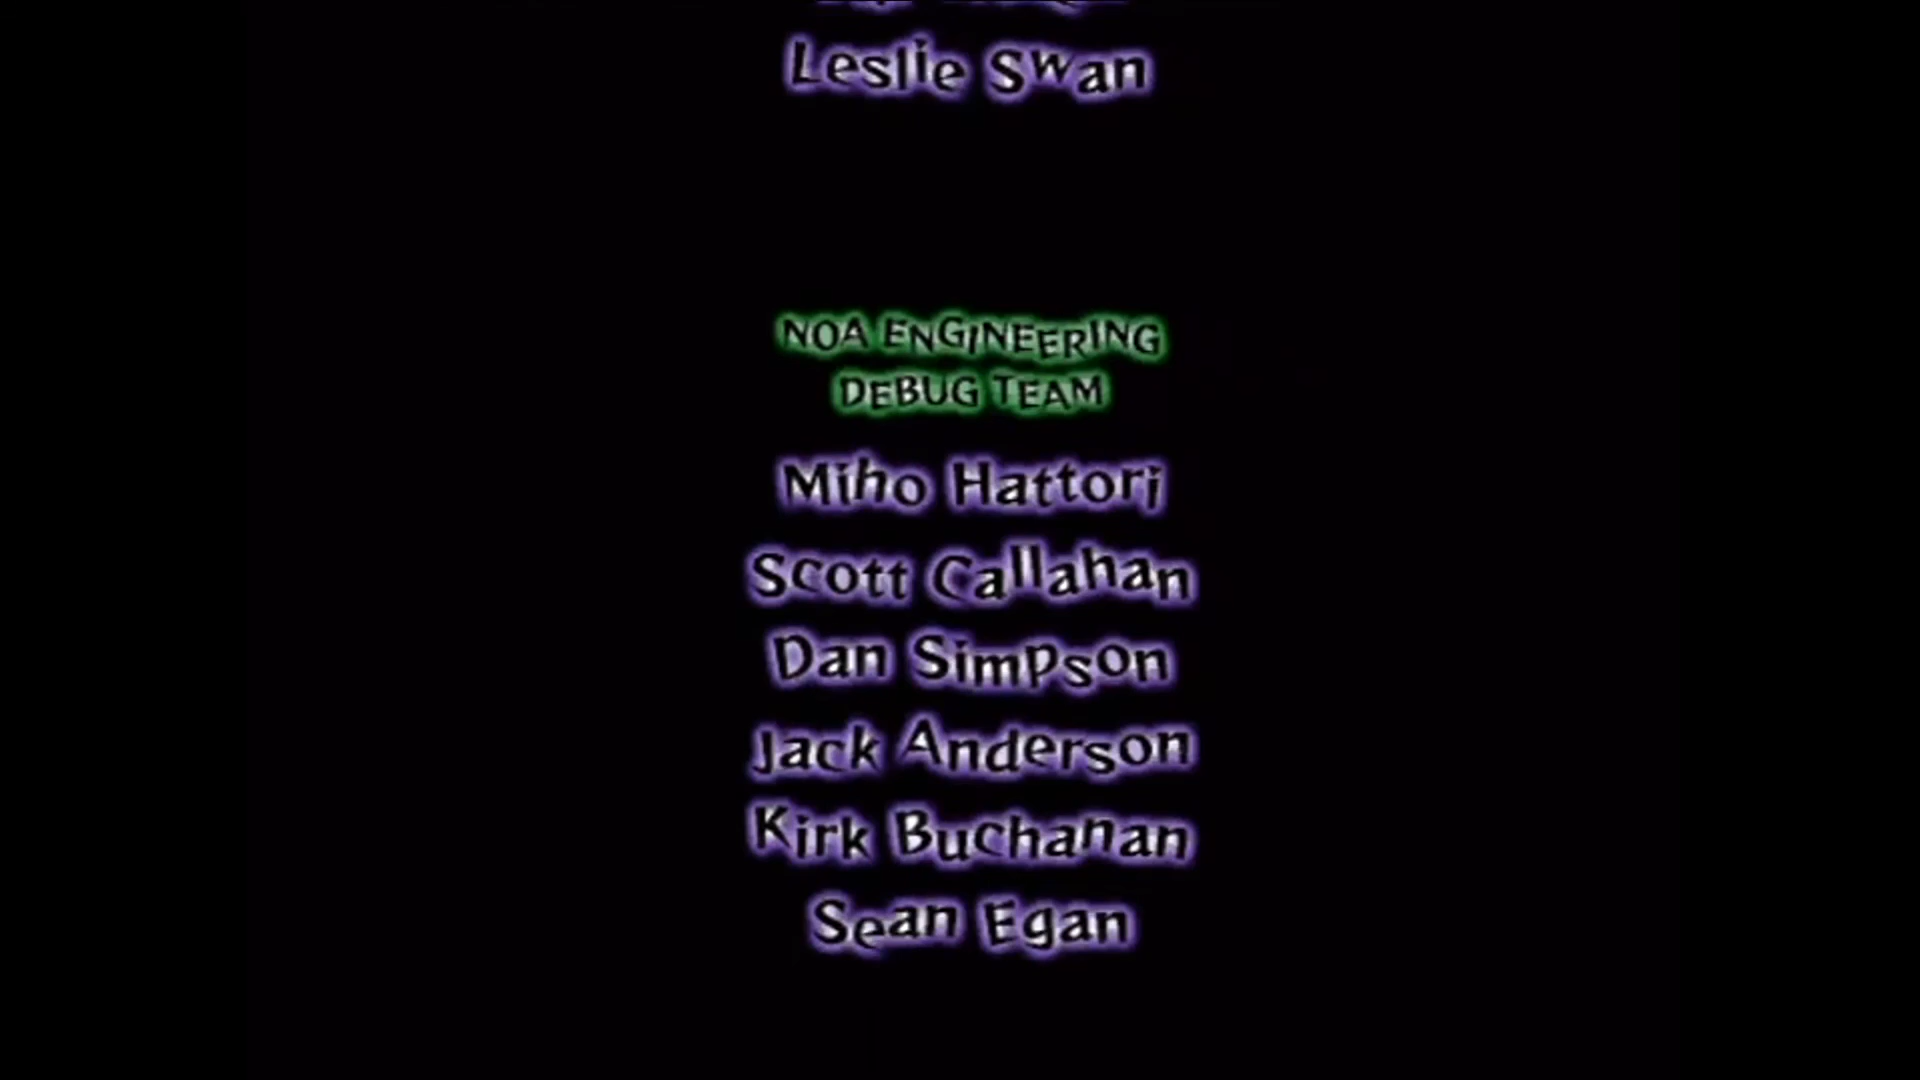 Leslie Swan
NOA ENGINEERING
DEBUG TEAM
Miho Hattori
Scott Callahan
Dan Simpson
Jack Anderson
Kirk Buchanan
Sean Egan